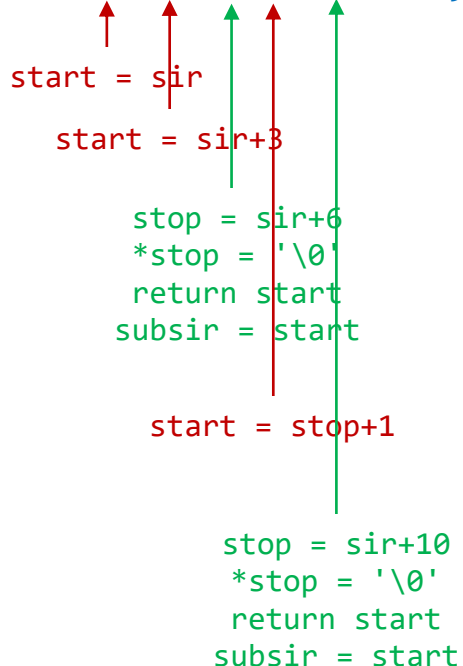 start = sir
start = sir+3
stop = sir+6
*stop = '\0'
return start
subsir = start
start = stop+1
stop = sir+10
*stop = '\0'
return start
subsir = start